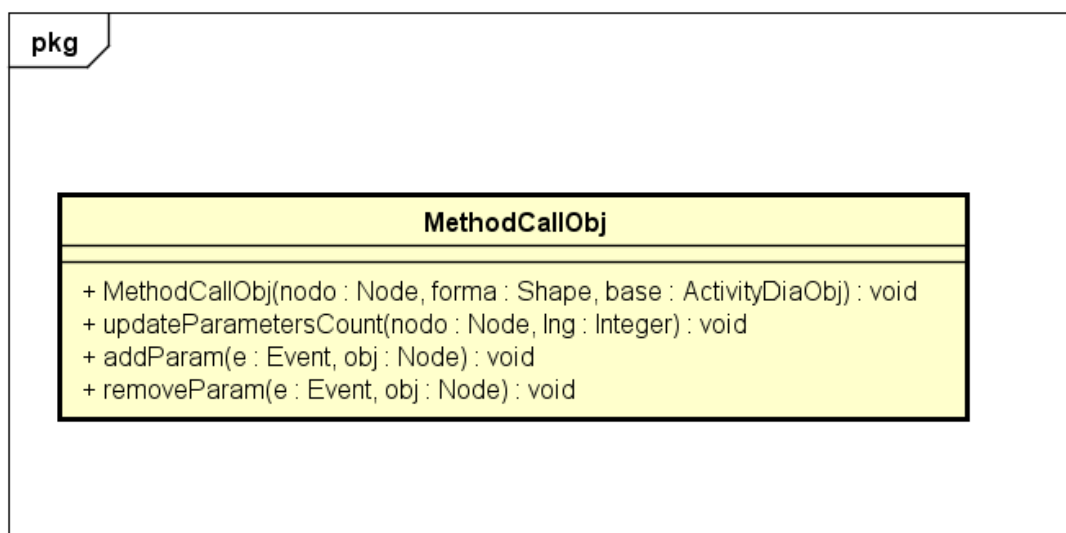 pkg
MethodCallObj
+ MethodCallObj(nodo : Node, forma : Shape, base : ActivityDiaObj) : void
+ updateParametersCount(nodo : Node, lng : Integer) : void
+ addParam(e : Event, obj : Node) : void
+ removeParam(e : Event, obj : Node) : void